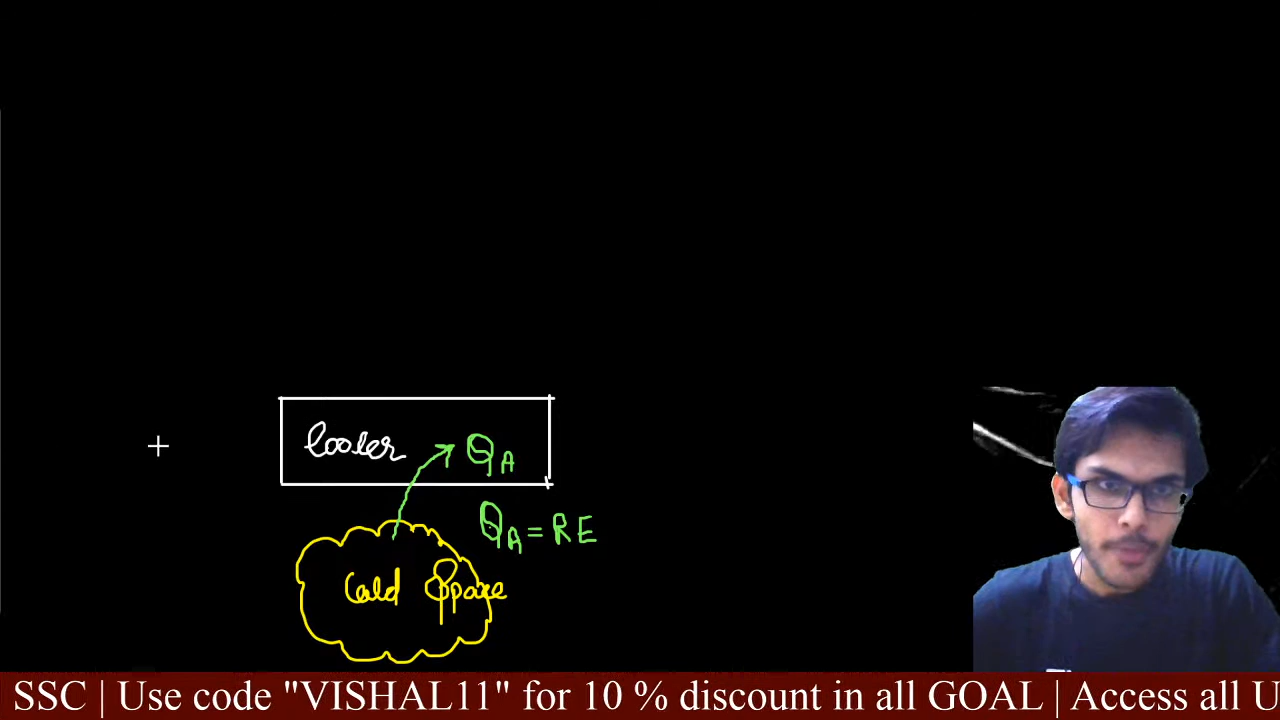 Cooler QA
QA = RE
Cold Space
SSC | Use code "VISHAL11" for 10 % discount in all GOAL | Access all U